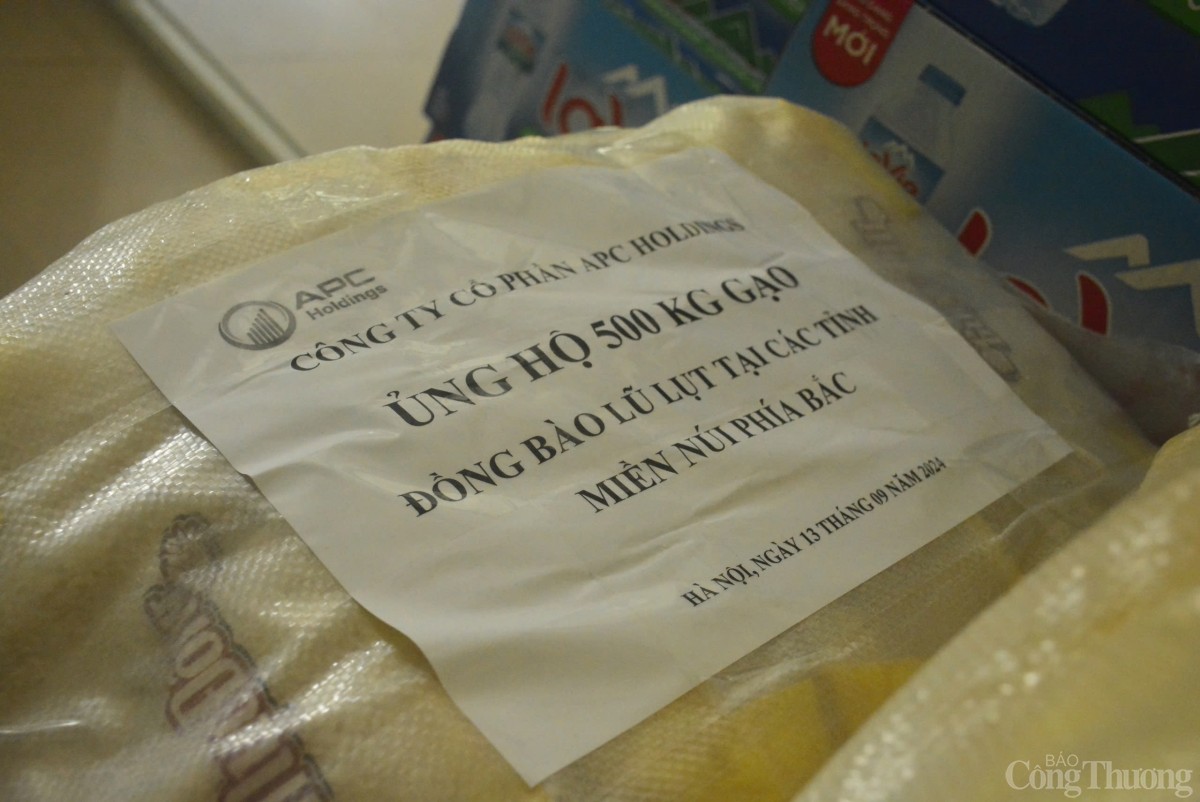 MỚI
LaVie
APC
Holdings
CÔNG TY CỔ PHẦN APC HOLDINGS
ỦNG HỘ 500 KG GẠO
ĐỒNG BÀO LŨ LỤT TẠI CÁC TỈNH
MIỀN NÚI PHÍA BẮC
HÀ NỘI, NGÀY 13 THÁNG 09 NĂM 2024
BÁO
Công Thương